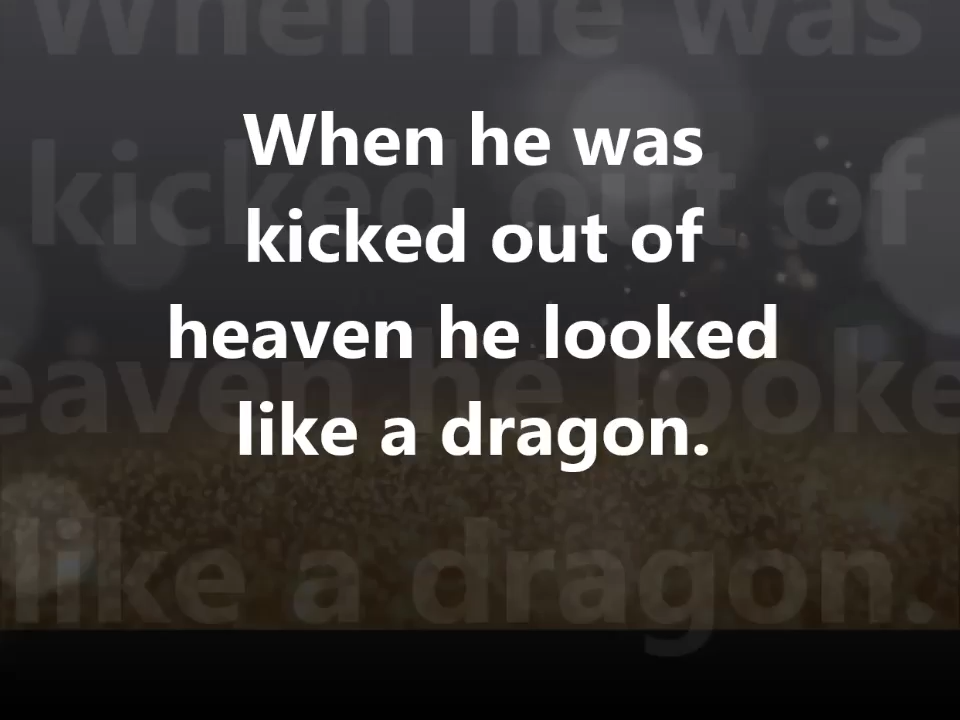 When he was
kicked out of
heaven he looked
like a dragon.